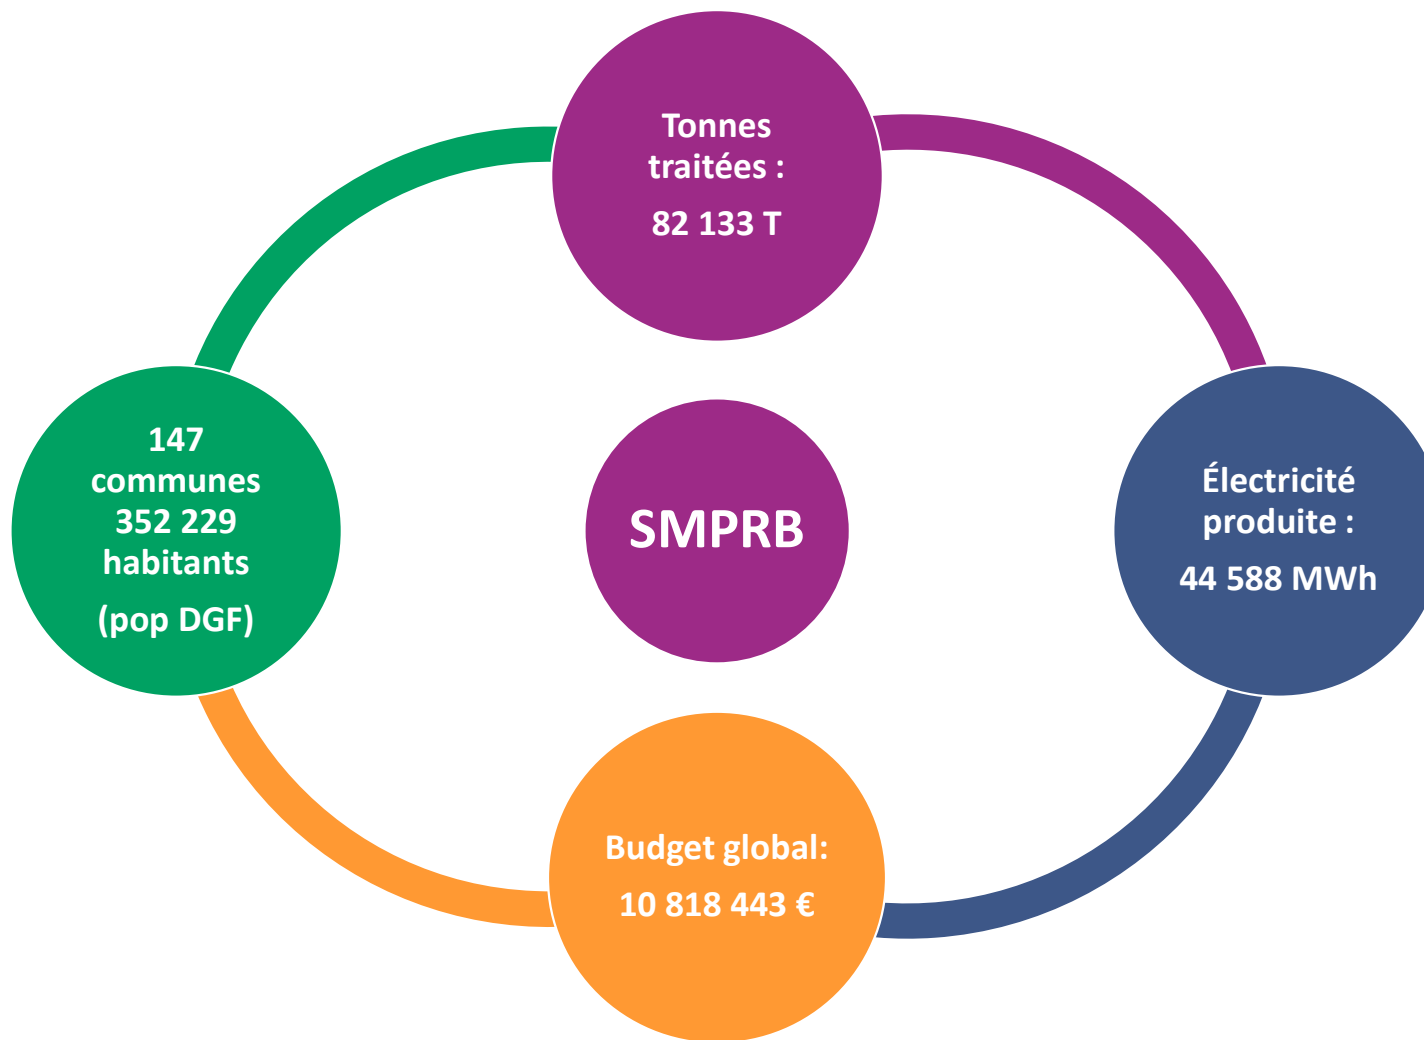 Tonnes
traitées :
82 133 T
147
communes
352 229
habitants
(pop DGF)
SMPRB
Électricité
produite :
44 588 MWh
Budget global:
10 818 443 €